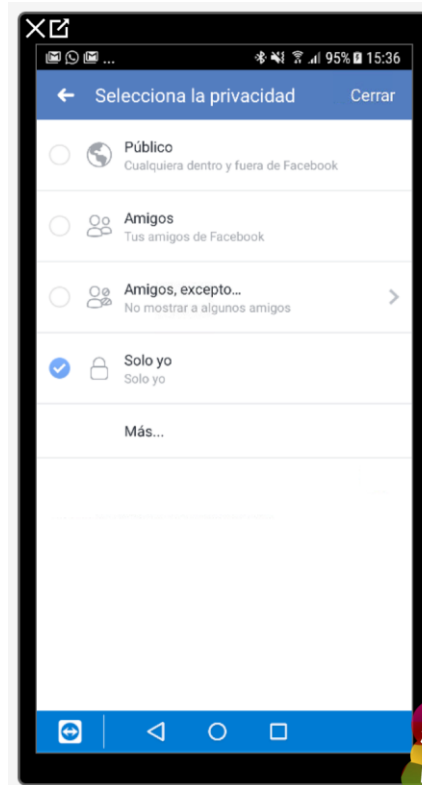 ... 95% 15:36
Selecciona la privacidad Cerrar
Público
Cualquiera dentro y fuera de Facebook
Amigos
Tus amigos de Facebook
Amigos, excepto...
No mostrar a algunos amigos
Solo yo
Solo yo
Más...